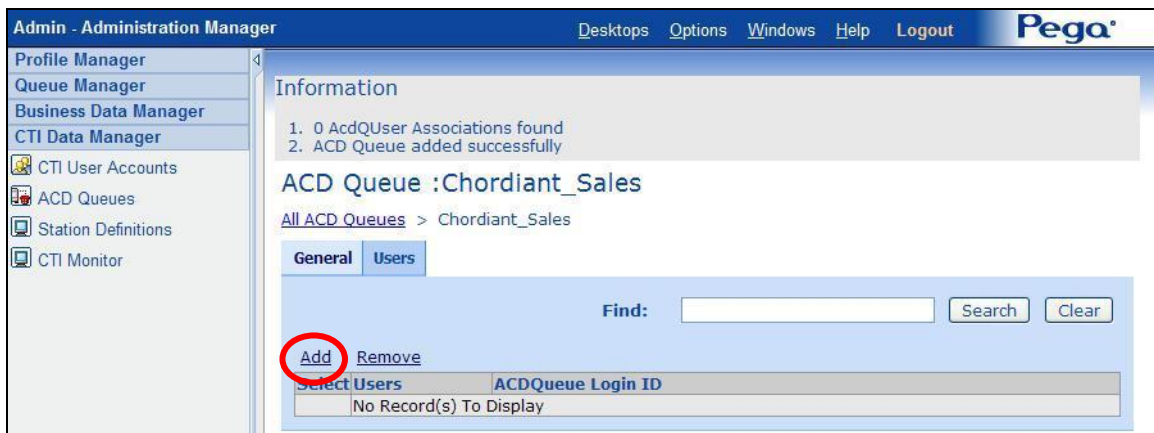 Admin - Administration Manager
Desktops Options Windows Help Logout Pega
Profile Manager
Queue Manager
Business Data Manager
CTI Data Manager
CTI User Accounts
ACD Queues
Station Definitions
CTI Monitor
Information
1. 0 AcdQUser Associations found
2. ACD Queue added successfully
ACD Queue :Chordiant_Sales
All ACD Queues > Chordiant_Sales
General Users
Find: Search Clear
Add Remove
Select Users ACDQueue Login ID
No Record(s) To Display